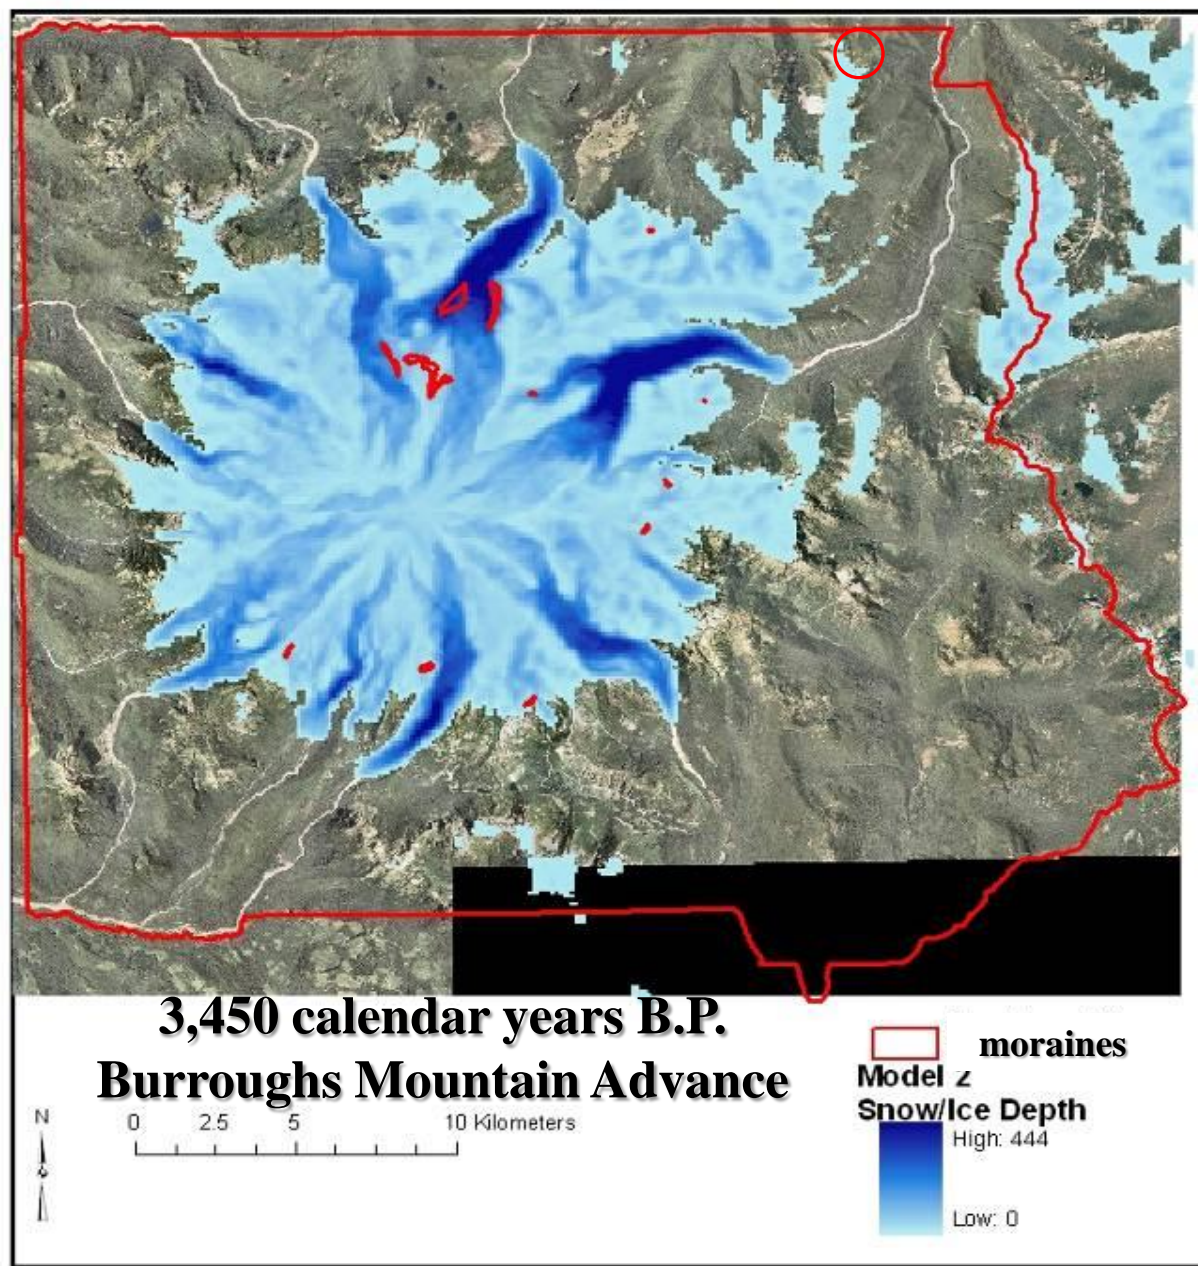 3,450 calendar years B.P.
Burroughs Mountain Advance
N
0 2.5 5 10 Kilometers
moraines
Model 2
Snow/Ice Depth
High: 444
Low: 0